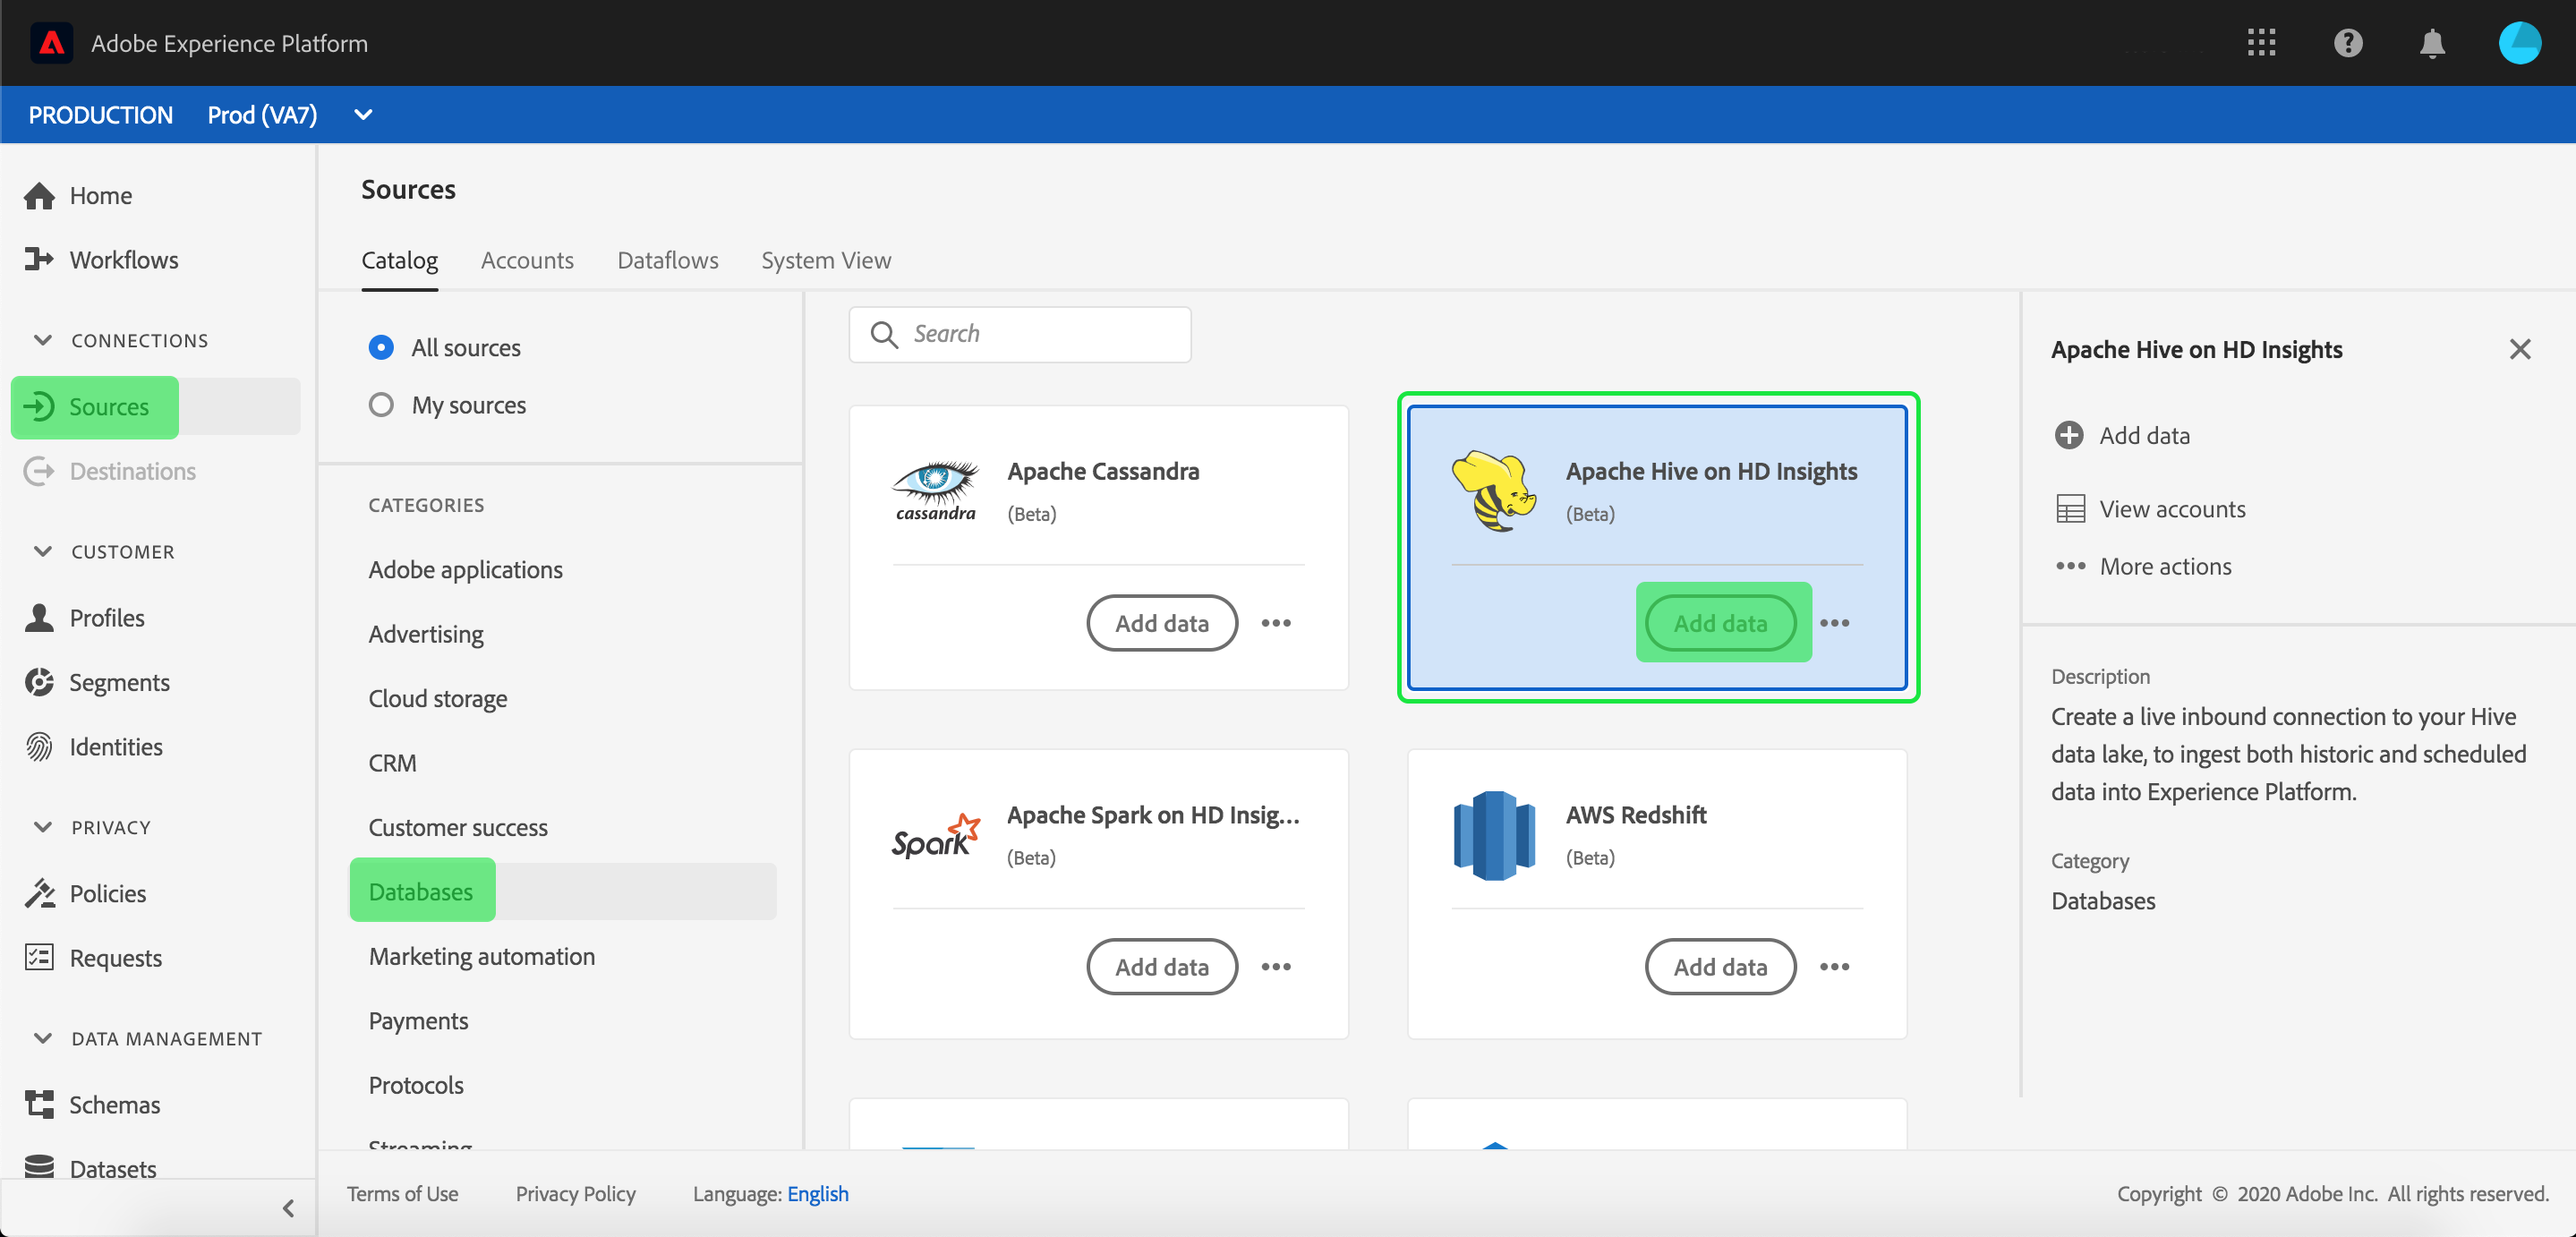 Adobe Experience Platform
PRODUCTION Prod (VA7)
Home
Workflows
CONNECTIONS
Sources
Destinations
CUSTOMER
Profiles
Segments
Identities
PRIVACY
Policies
Requests
DATA MANAGEMENT
Schemas
Datasets
Sources
Catalog Accounts Dataflows System View
All sources
My sources
CATEGORIES
Adobe applications
Advertising
Cloud storage
CRM
Customer success
Databases
Marketing automation
Payments
Protocols
Streaming
Search
cassandra
Apache Cassandra
(Beta)
Add data
Apache Hive on HD Insights
(Beta)
Add data
Spark
Apache Spark on HD Insig...
(Beta)
Add data
AWS Redshift
(Beta)
Add data
Apache Hive on HD Insights
Add data
View accounts
More actions
Description
Create a live inbound connection to your Hive
data lake, to ingest both historic and scheduled
data into Experience Platform.
Category
Databases
Terms of Use Privacy Policy Language: English
Copyright © 2020 Adobe Inc. All rights reserved.